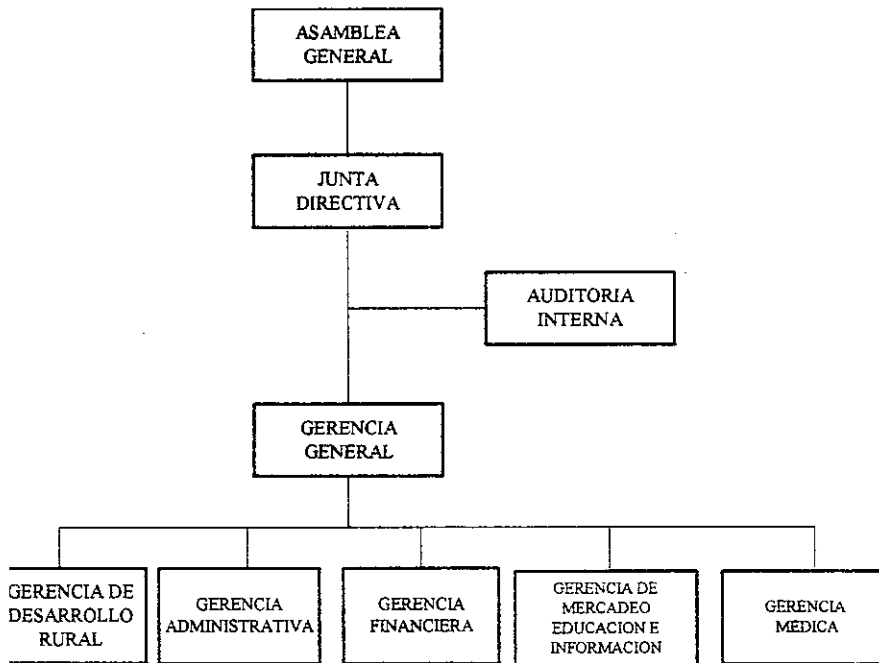 ASAMBLEA
GENERAL
JUNTA
DIRECTIVA
AUDITORIA
INTERNA
GERENCIA
GENERAL
GERENCIA DE
DESARROLLO
RURAL
GERENCIA
ADMINISTRATIVA
GERENCIA
FINANCIERA
GERENCIA DE
MERCADEO
EDUCACION E
INFORMACION
GERENCIA
MEDICA